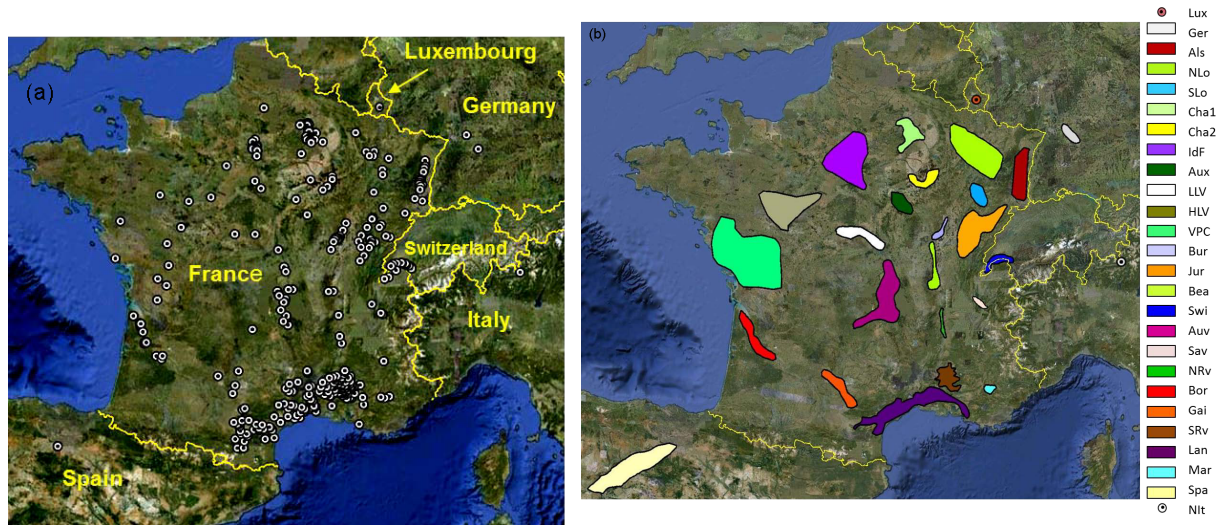 (a)
Luxembourg
Germany
Switzerland
France
Italy
Spain
(b)
Lux
Ger
Als
NLo
SLo
Cha1
Cha2
IdF
Aux
LLV
HLV
VPC
Bur
Jur
Bea
Swi
Auv
Sav
NRv
Bor
Gai
SRv
Lan
Mar
Spa
Nlt